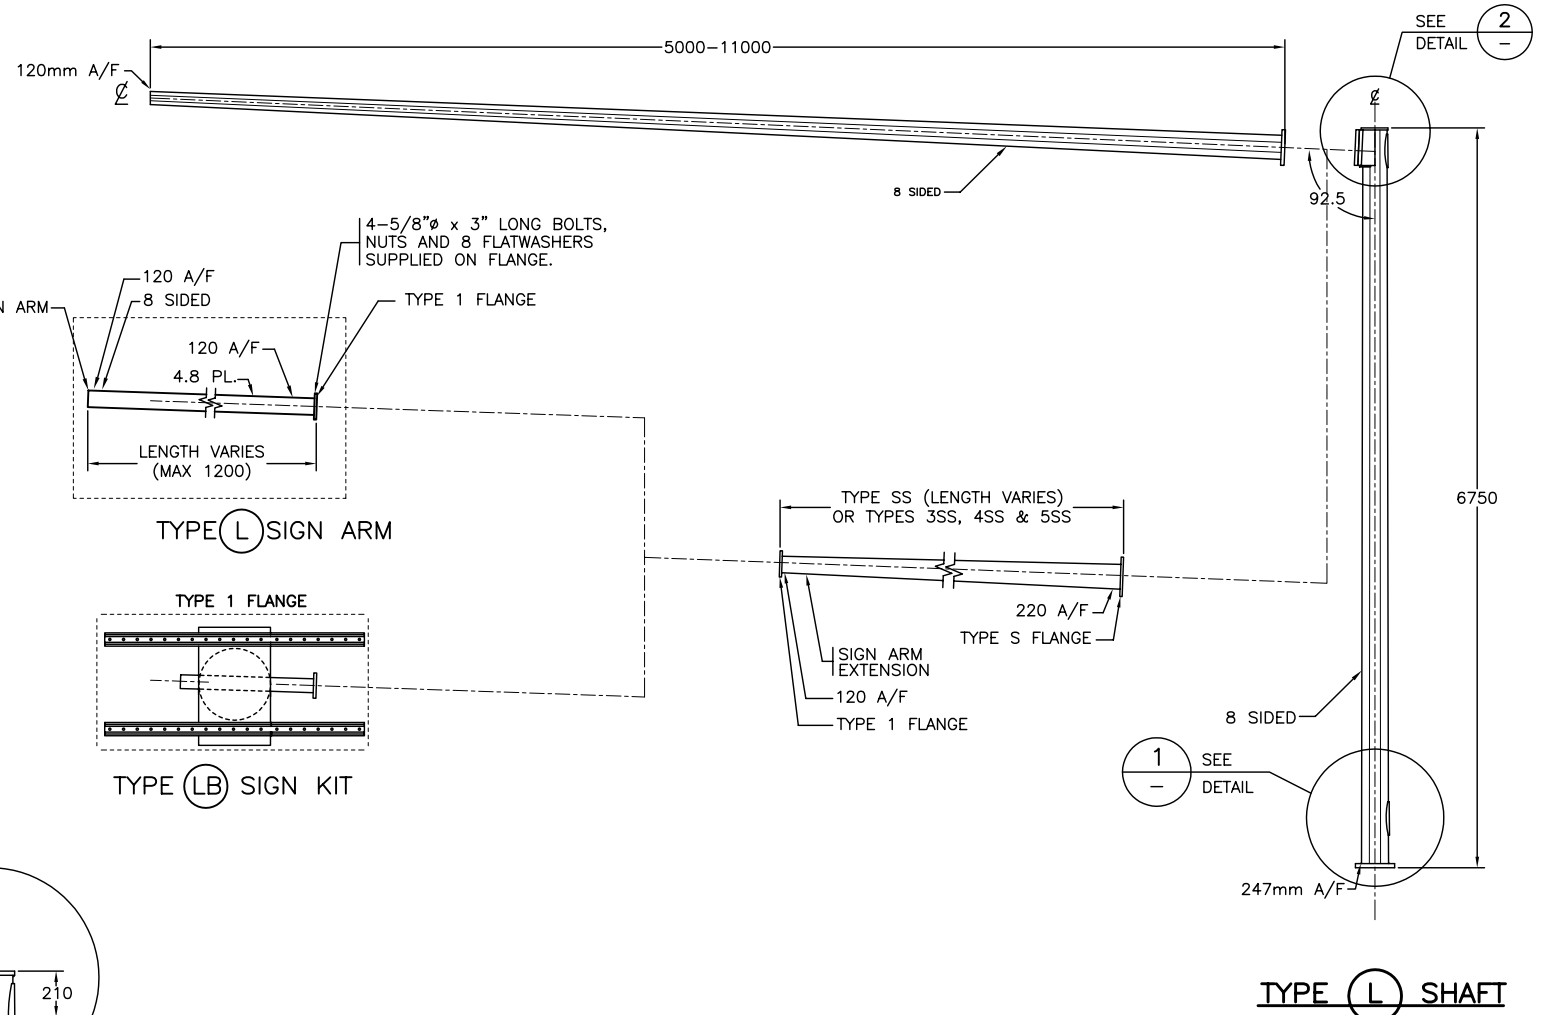 5000-11000
120mm A/F
℄
SEE
DETAIL
2
-
℄
8 SIDED
92.5
4-5/8"ø x 3" LONG BOLTS,
NUTS AND 8 FLATWASHERS
SUPPLIED ON FLANGE.
120 A/F
8 SIDED
ARM
TYPE 1 FLANGE
120 A/F
4.8 PL.
LENGTH VARIES
(MAX 1200)
TYPE L SIGN ARM
TYPE SS (LENGTH VARIES)
OR TYPES 3SS, 4SS & 5SS
6750
TYPE 1 FLANGE
220 A/F
TYPE S FLANGE
SIGN ARM
EXTENSION
120 A/F
TYPE 1 FLANGE
8 SIDED
TYPE LB SIGN KIT
1
-
SEE
DETAIL
247mm A/F
210
TYPE L SHAFT